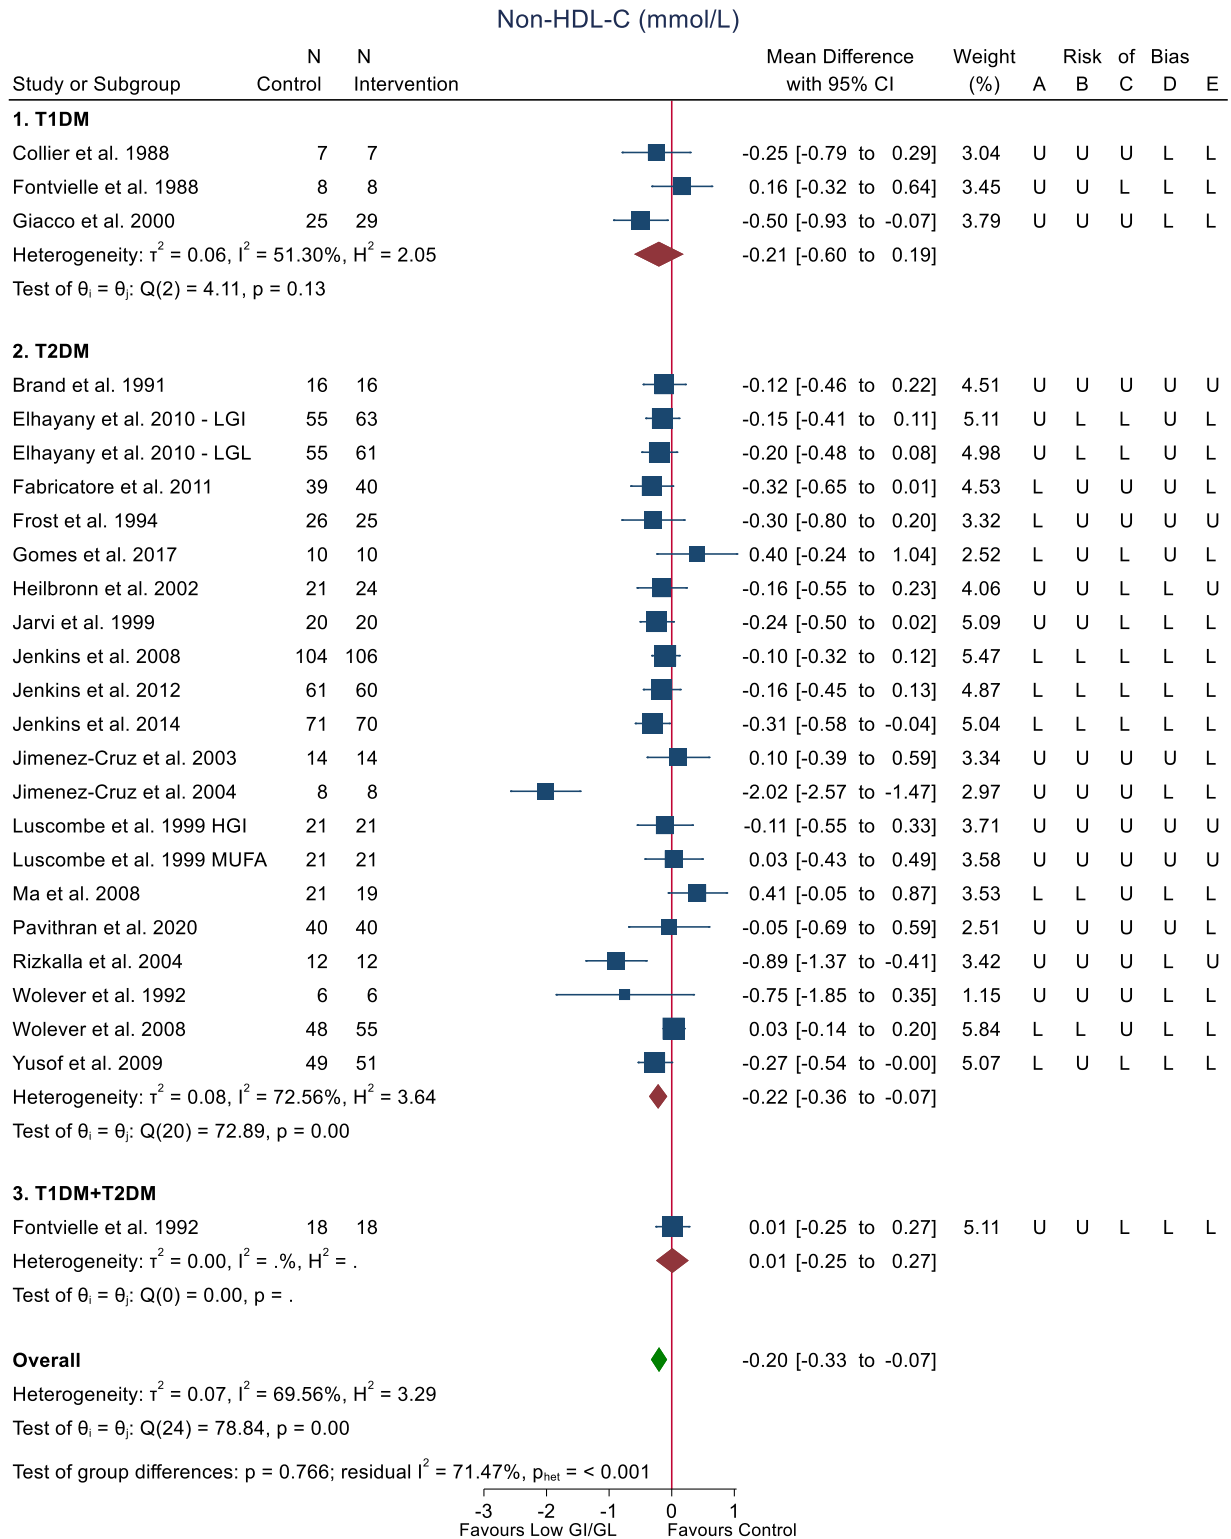 Non-HDL-C (mmol/L)
N N Mean Difference Weight Risk of Bias
Study or Subgroup Control Intervention with 95% CI (%) A B C D E
1. T1DM
Collier et al. 1988 7 7 -0.25 [-0.79 to 0.29] 3.04 U U U L L
Fontvielle et al. 1988 8 8 0.16 [-0.32 to 0.64] 3.45 U U L L L
Giacco et al. 2000 25 29 -0.50 [-0.93 to -0.07] 3.79 U U U L L
Heterogeneity: τ² = 0.06, I² = 51.30%, H² = 2.05 -0.21 [-0.60 to 0.19]
Test of θᵢ = θⱼ: Q(2) = 4.11, p = 0.13
2. T2DM
Brand et al. 1991 16 16 -0.12 [-0.46 to 0.22] 4.51 U U U U U
Elhayany et al. 2010 - LGI 55 63 -0.15 [-0.41 to 0.11] 5.11 U L L U L
Elhayany et al. 2010 - LGL 55 61 -0.20 [-0.48 to 0.08] 4.98 U L L U L
Fabricatore et al. 2011 39 40 -0.32 [-0.65 to 0.01] 4.53 L U U U L
Frost et al. 1994 26 25 -0.30 [-0.80 to 0.20] 3.32 L U U U U
Gomes et al. 2017 10 10 0.40 [-0.24 to 1.04] 2.52 L U L U L
Heilbronn et al. 2002 21 24 -0.16 [-0.55 to 0.23] 4.06 U U L L U
Jarvi et al. 1999 20 20 -0.24 [-0.50 to 0.02] 5.09 U U L L L
Jenkins et al. 2008 104 106 -0.10 [-0.32 to 0.12] 5.47 L L L L L
Jenkins et al. 2012 61 60 -0.16 [-0.45 to 0.13] 4.87 L L L L L
Jenkins et al. 2014 71 70 -0.31 [-0.58 to -0.04] 5.04 L L L L L
Jimenez-Cruz et al. 2003 14 14 0.10 [-0.39 to 0.59] 3.34 U U U U L
Jimenez-Cruz et al. 2004 8 8 -2.02 [-2.57 to -1.47] 2.97 U U U L L
Luscombe et al. 1999 HGI 21 21 -0.11 [-0.55 to 0.33] 3.71 U U U U U
Luscombe et al. 1999 MUFA 21 21 0.03 [-0.43 to 0.49] 3.58 U U U U U
Ma et al. 2008 21 19 0.41 [-0.05 to 0.87] 3.53 L L U L L
Pavithran et al. 2020 40 40 -0.05 [-0.69 to 0.59] 2.51 U U U U L
Rizkalla et al. 2004 12 12 -0.89 [-1.37 to -0.41] 3.42 U U U L U
Wolever et al. 1992 6 6 -0.75 [-1.85 to 0.35] 1.15 U U U L L
Wolever et al. 2008 48 55 0.03 [-0.14 to 0.20] 5.84 L L U L L
Yusof et al. 2009 49 51 -0.27 [-0.54 to -0.00] 5.07 L U L L L
Heterogeneity: τ² = 0.08, I² = 72.56%, H² = 3.64 -0.22 [-0.36 to -0.07]
Test of θᵢ = θⱼ: Q(20) = 72.89, p = 0.00
3. T1DM+T2DM
Fontvielle et al. 1992 18 18 0.01 [-0.25 to 0.27] 5.11 U U L L L
Heterogeneity: τ² = 0.00, I² = .%, H² = . 0.01 [-0.25 to 0.27]
Test of θᵢ = θⱼ: Q(0) = 0.00, p = .
Overall -0.20 [-0.33 to -0.07]
Heterogeneity: τ² = 0.07, I² = 69.56%, H² = 3.29
Test of θᵢ = θⱼ: Q(24) = 78.84, p = 0.00
Test of group differences: p = 0.766; residual I² = 71.47%, phet = < 0.001
-3 -2 -1 0 1
Favours Low GI/GL Favours Control